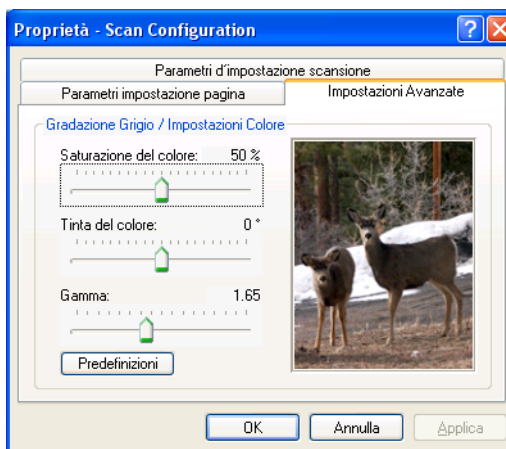 Proprietà - Scan Configuration
Parametri d'impostazione scansione
Parametri impostazione pagina
Impostazioni Avanzate
Gradazione Grigio / Impostazioni Colore
Saturazione del colore: 50 %
Tinta del colore: 0 °
Gamma: 1.65
Predefinizioni
OK
Annulla
Applica